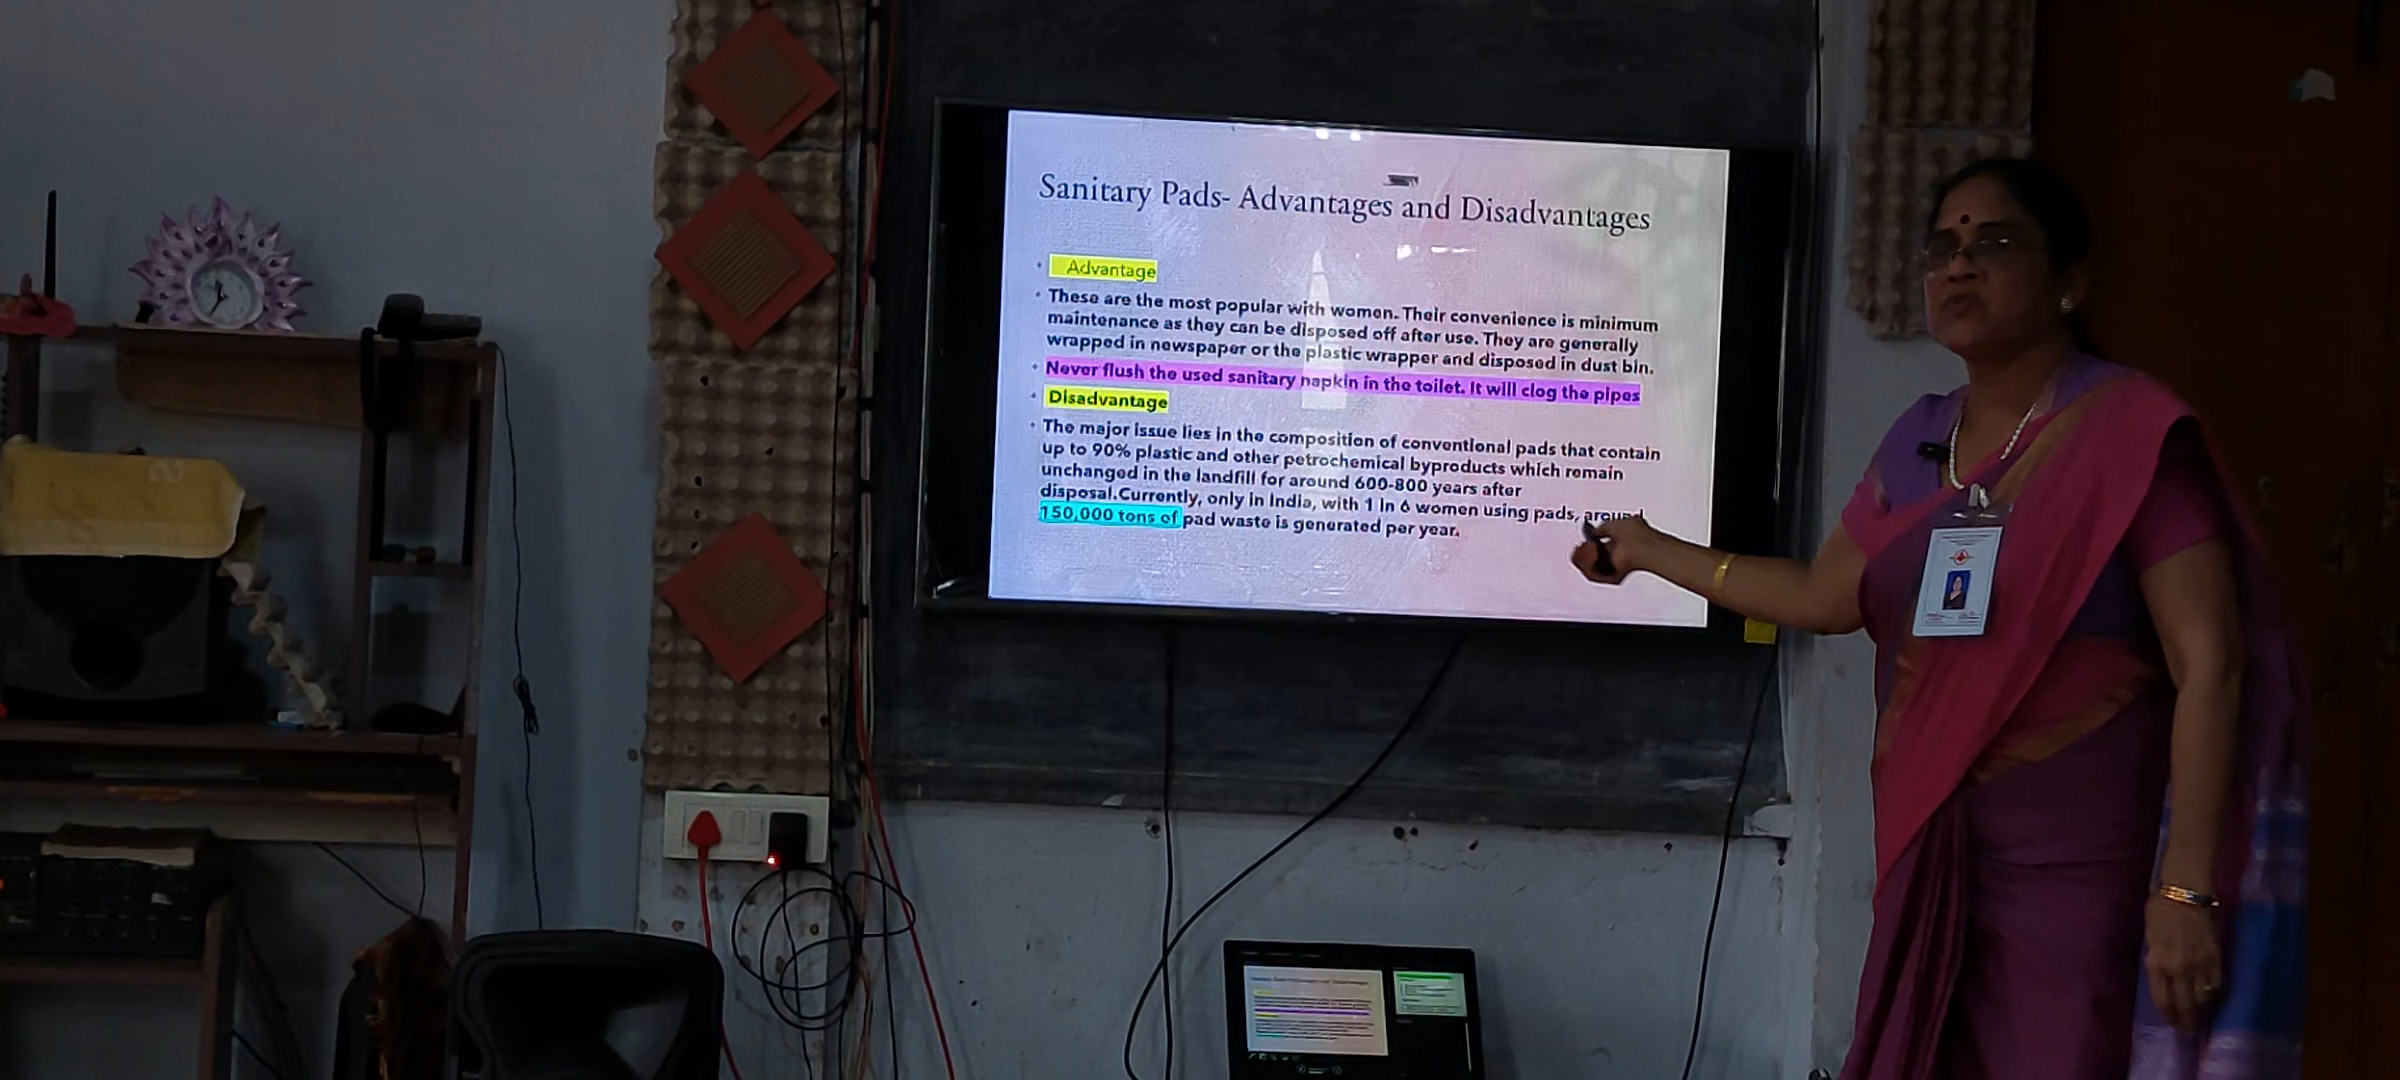 Sanitary Pads- Advantages and Disadvantages
Advantage
These are the most popular with women. Their convenience is minimum
maintenance as they can be disposed off after use. They are generally
wrapped in newspaper or the plastic wrapper and disposed in dust bin.
Never flush the used sanitary napkin in the toilet. It will clog the pipes
Disadvantage
The major issue lies in the composition of conventional pads that contain
up to 90% plastic and other petrochemical byproducts which remain
unchanged in the landfill for around 600-800 years after
disposal.Currently, only in India, with 1 in 6 women using pads, around
150,000 tons of pad waste is generated per year.